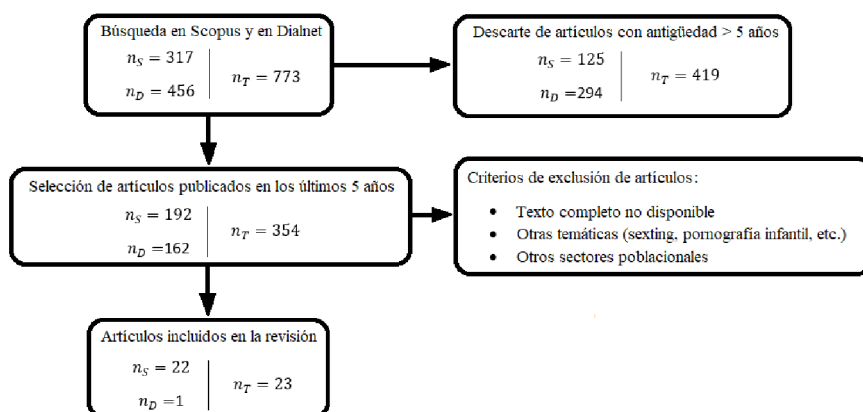 Búsqueda en Scopus y en Dialnet
n_S = 317
n_D = 456
n_T = 773
Descarte de artículos con antigüedad > 5 años
n_S = 125
n_D =294
n_T = 419
Selección de artículos publicados en los últimos 5 años
n_S = 192
n_D =162
n_T = 354
Criterios de exclusión de artículos:
• Texto completo no disponible
• Otras temáticas (sexting, pornografía infantil, etc.)
• Otros sectores poblacionales
Artículos incluidos en la revisión
n_S = 22
n_D =1
n_T = 23